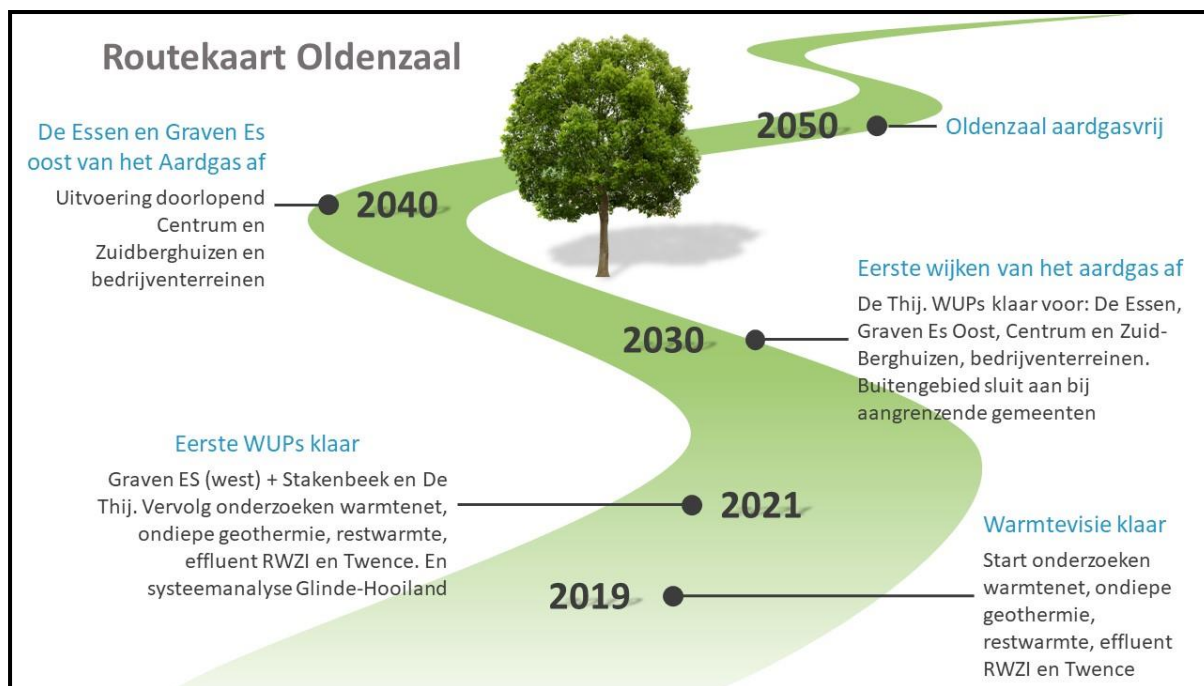 Routekaart Oldenzaal
2050
Oldenzaal aardgasvrij
De Essen en Graven Es
oost van het Aardgas af
Uitvoering doorlopend
Centrum en
Zuidberghuizen en
bedrijventerreinen
2040
2030
Eerste wijken van het aardgas af
De Thij. WUPs klaar voor: De Essen,
Graven Es Oost, Centrum en Zuid-
Berghuizen, bedrijventerreinen.
Buitengebied sluit aan bij
aangrenzende gemeenten
Eerste WUPs klaar
Graven ES (west) + Stakenbeek en De
Thij. Vervolg onderzoeken warmtenet,
ondiepe geothermie, restwarmte,
effluent RWZI en Twence. En
systeemanalyse Glinde-Hooiland
2021
2019
Warmtevisie klaar
Start onderzoeken
warmtenet, ondiepe
geothermie,
restwarmte, effluent
RWZI en Twence